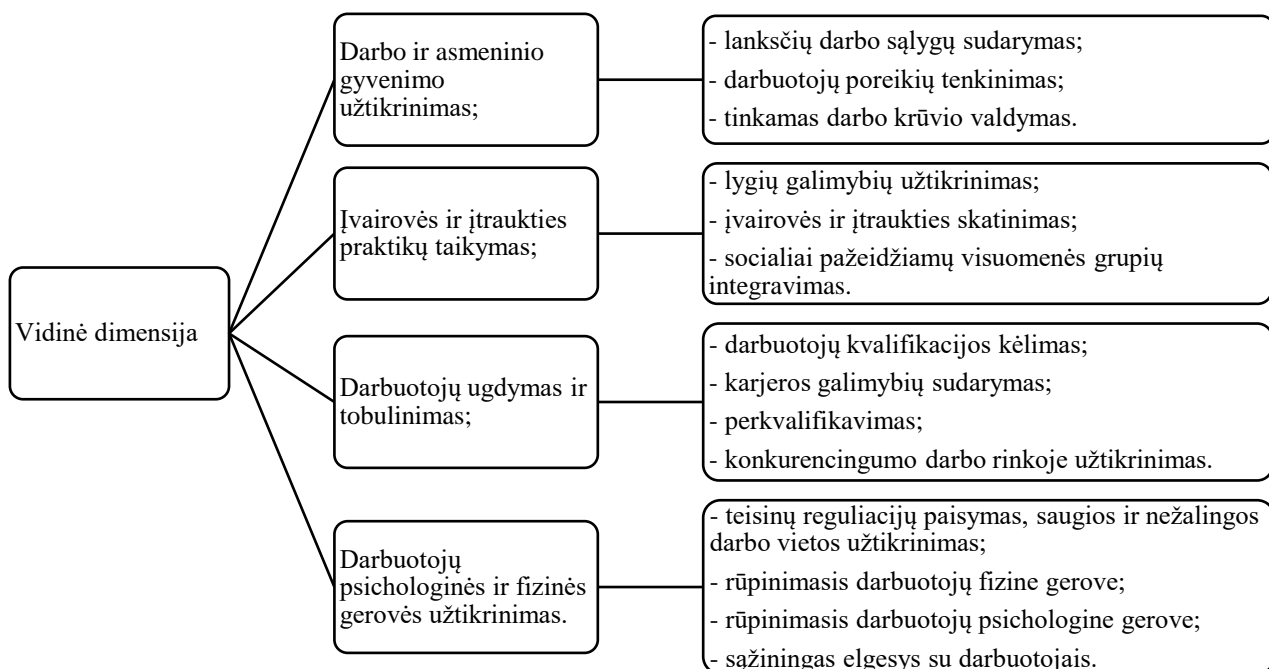 Vidinė dimensija
Darbo ir asmeninio
gyvenimo
užtikrinimas;
- lanksčių darbo sąlygų sudarymas;
- darbuotojų poreikių tenkinimas;
- tinkamas darbo krūvio valdymas.
Įvairovės ir įtraukties
praktikų taikymas;
- lygių galimybių užtikrinimas;
- įvairovės ir įtraukties skatinimas;
- socialiai pažeidžiamų visuomenės grupių
integravimas.
Darbuotojų ugdymas ir
tobulinimas;
- darbuotojų kvalifikacijos kėlimas;
- karjeros galimybių sudarymas;
- perkvalifikavimas;
- konkurencingumo darbo rinkoje užtikrinimas.
Darbuotojų
psichologinės ir fizinės
gerovės užtikrinimas.
- teisinų reguliacijų paisymas, saugios ir nežalingos
darbo vietos užtikrinimas;
- rūpinimasis darbuotojų fizine gerove;
- rūpinimasis darbuotojų psichologine gerove;
- sąžiningas elgesys su darbuotojais.